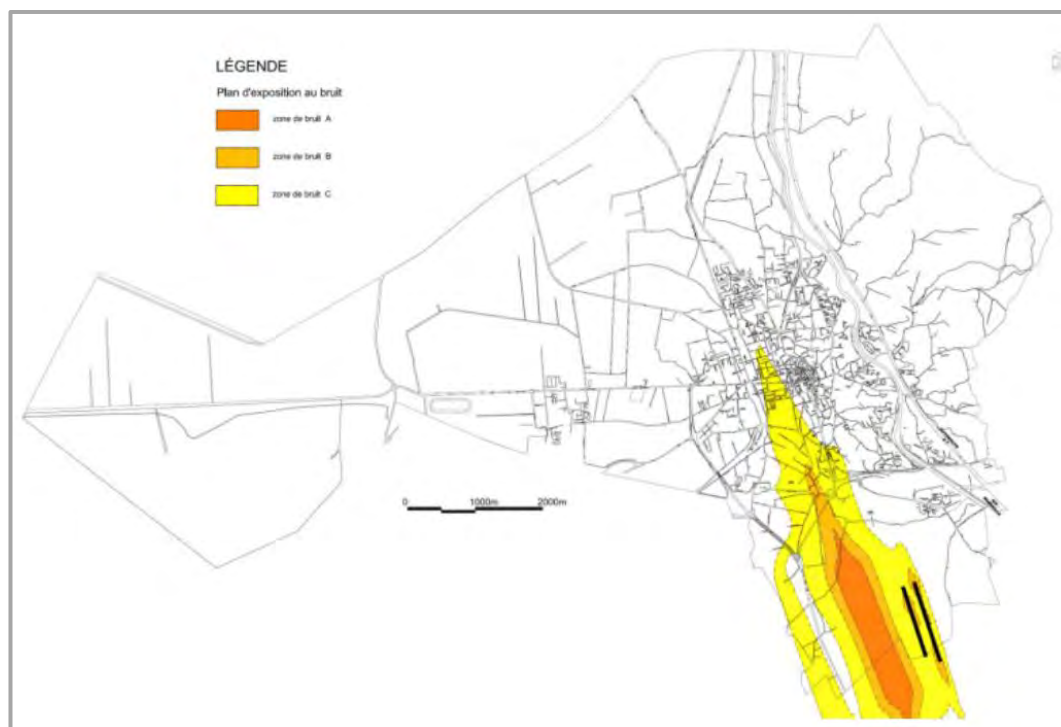 LÉGENDE
Plan d'exposition au bruit
zone de bruit A
zone de bruit B
zone de bruit C
0 1000m 2000m